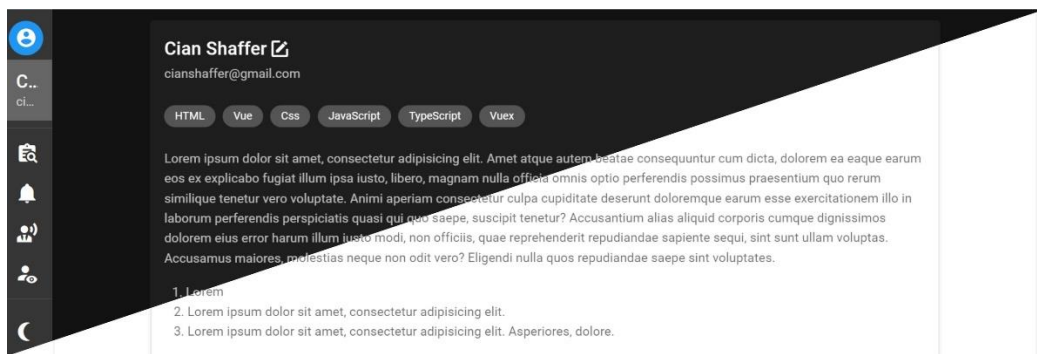 Cian Shaffer
cianshaffer@gmail.com
C...
ci...
HTML Vue Css JavaScript TypeScript Vuex
Lorem ipsum dolor sit amet, consectetur adipisicing elit. Amet atque autem beatae consequuntur cum dicta, dolorem ea eaque earum
eos ex explicabo fugiat illum ipsa iusto, libero, magnam nulla officia omnis optio perferendis possimus praesentium quo rerum
similique tenetur vero voluptate. Animi aperiam consectetur culpa cupiditate deserunt doloremque earum esse exercitationem illo in
laborum perferendis perspiciatis quasi qui quo saepe, suscipit tenetur? Accusantium alias aliquid corporis cumque dignissimos
dolorem eius error harum illum iusto modi, non officiis, quae reprehenderit repudiandae sapiente sequi, sint sunt ullam voluptas.
Accusamus maiores, molestias neque non odit vero? Eligendi nulla quos repudiandae saepe sint voluptates.
1. Lorem
2. Lorem ipsum dolor sit amet, consectetur adipisicing elit.
3. Lorem ipsum dolor sit amet, consectetur adipisicing elit. Asperiores, dolore.